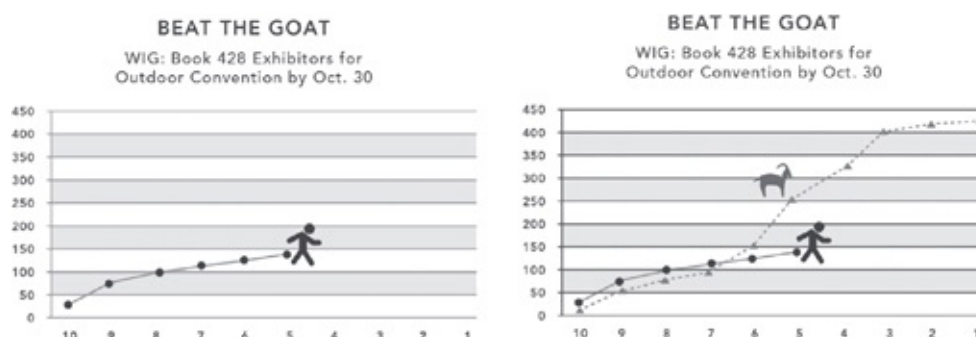 BEAT THE GOAT
WIG: Book 428 Exhibitors for
Outdoor Convention by Oct. 30
450
400
350
300
250
200
150
100
50
0
10 9 8 7 6 5 4 3 2 1
BEAT THE GOAT
WIG: Book 428 Exhibitors for
Outdoor Convention by Oct. 30
450
400
350
300
250
200
150
100
50
0
10 9 8 7 6 5 4 3 2 1